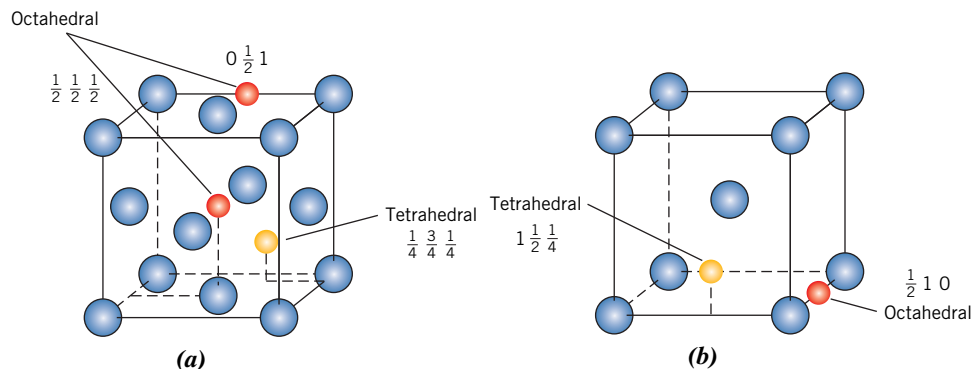 Octahedral
0 1/2 1
1/2 1/2 1/2
Tetrahedral
1/4 3/4 1/4
(a)
Tetrahedral
1 1/2 1/4
1/2 1 0
Octahedral
(b)